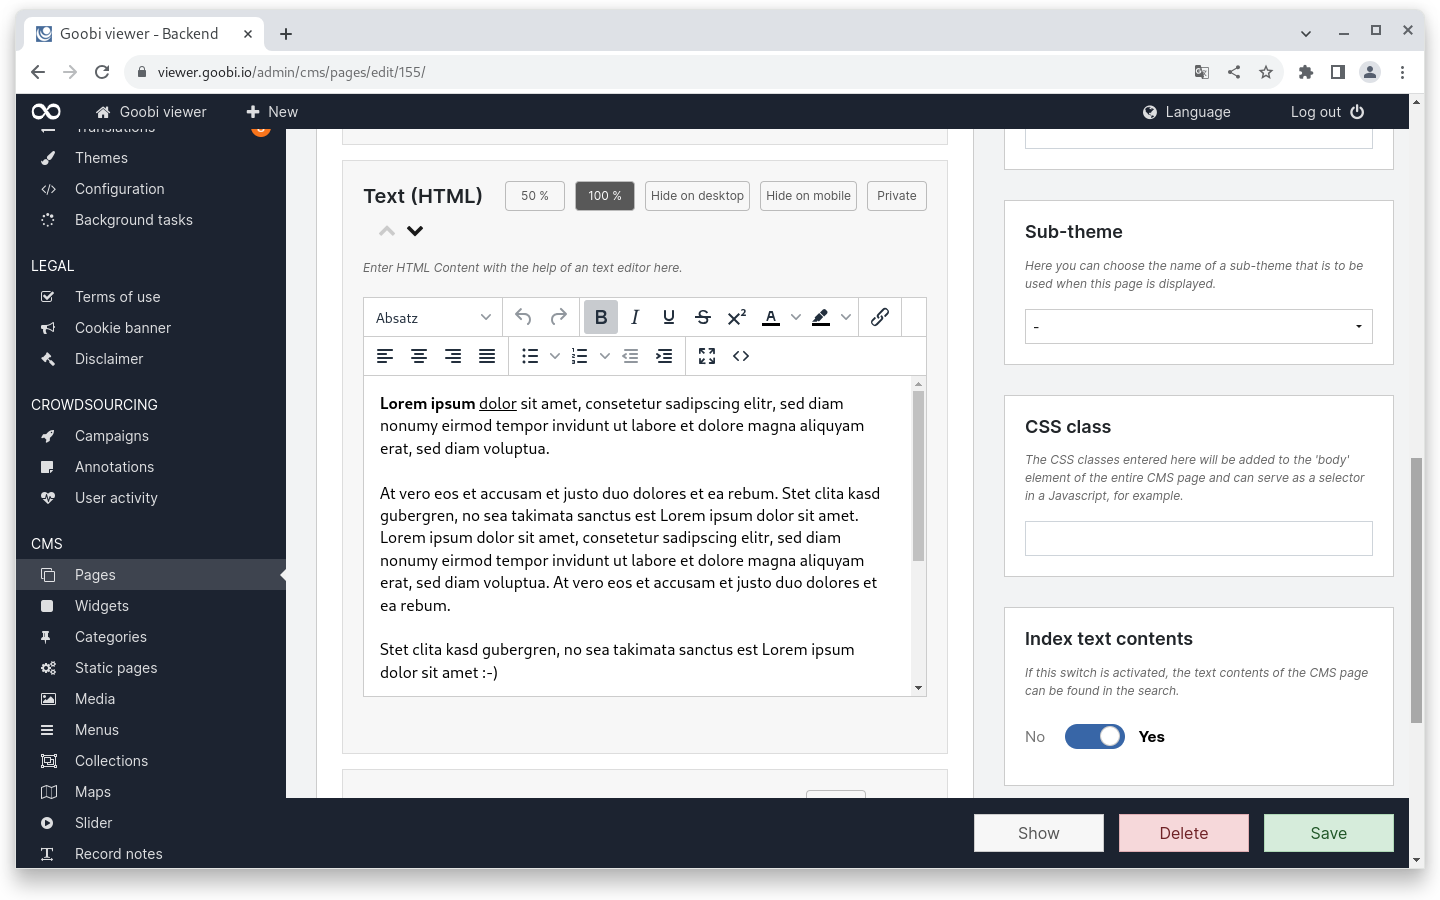 Goobi viewer - Backend
viewer.goobi.io/admin/cms/pages/edit/155/
Goobi viewer
New
Language
Log out
Translations
Themes
Configuration
Background tasks
LEGAL
Terms of use
Cookie banner
Disclaimer
CROWDSOURCING
Campaigns
Annotations
User activity
CMS
Pages
Widgets
Categories
Static pages
Media
Menus
Collections
Maps
Slider
Record notes
Text (HTML)
50 %
100 %
Hide on desktop
Hide on mobile
Private
Enter HTML Content with the help of an text editor here.
Absatz
Lorem ipsum dolor sit amet, consetetur sadipscing elitr, sed diam
nonumy eirmod tempor invidunt ut labore et dolore magna aliquyam
erat, sed diam voluptua.
At vero eos et accusam et justo duo dolores et ea rebum. Stet clita kasd
gubergren, no sea takimata sanctus est Lorem ipsum dolor sit amet.
Lorem ipsum dolor sit amet, consetetur sadipscing elitr, sed diam
nonumy eirmod tempor invidunt ut labore et dolore magna aliquyam
erat, sed diam voluptua. At vero eos et accusam et justo duo dolores et
ea rebum.
Stet clita kasd gubergren, no sea takimata sanctus est Lorem ipsum
dolor sit amet :-)
Sub-theme
Here you can choose the name of a sub-theme that is to be
used when this page is displayed.
-
CSS class
The CSS classes entered here will be added to the 'body'
element of the entire CMS page and can serve as a selector
in a Javascript, for example.
Index text contents
If this switch is activated, the text contents of the CMS page
can be found in the search.
No
Yes
Show
Delete
Save